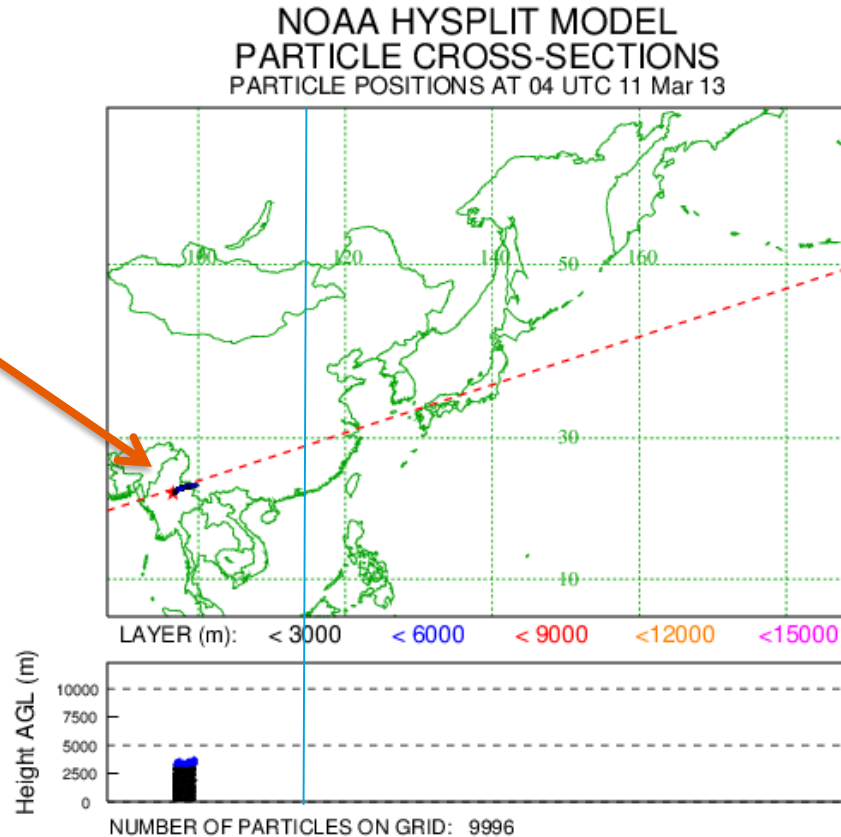 NOAA HYSPLIT MODEL
PARTICLE CROSS-SECTIONS
PARTICLE POSITIONS AT 04 UTC 11 Mar 13
100 120 140 50 160
30
10
LAYER (m): < 3000 < 6000 < 9000 <12000 <15000
Height AGL (m)
10000
7500
5000
2500
0
NUMBER OF PARTICLES ON GRID: 9996